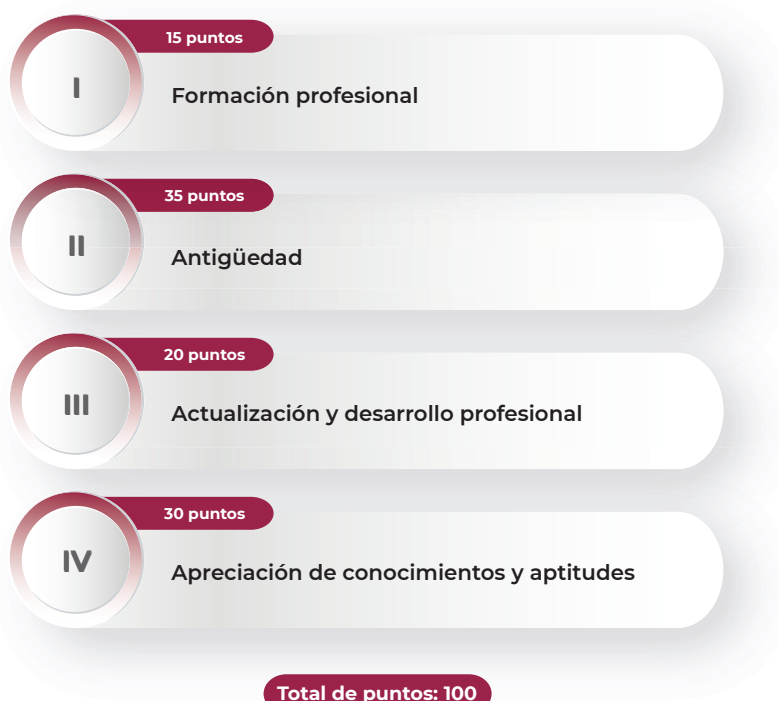 15 puntos
I
Formación profesional
35 puntos
II
Antigüedad
20 puntos
III
Actualización y desarrollo profesional
30 puntos
IV
Apreciación de conocimientos y aptitudes
Total de puntos: 100